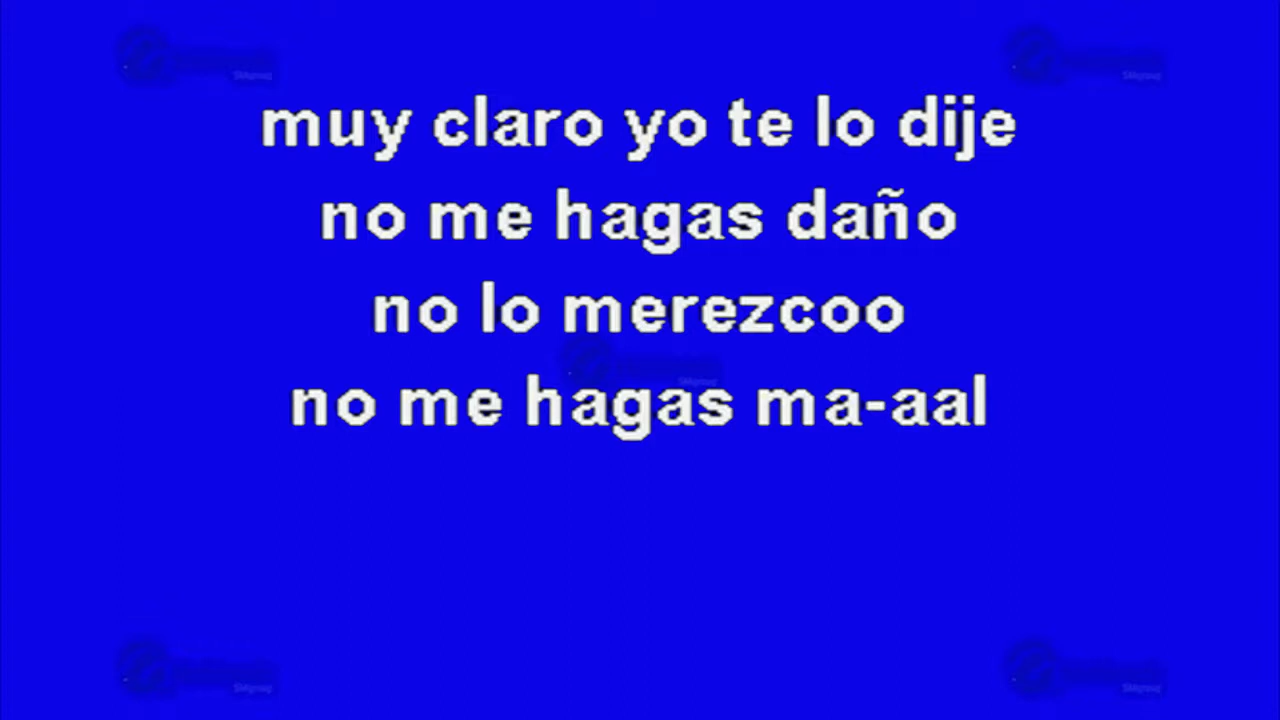 muy claro yo te lo dije
no me hagas daño
no lo merezcoo
no me hagas ma-aal